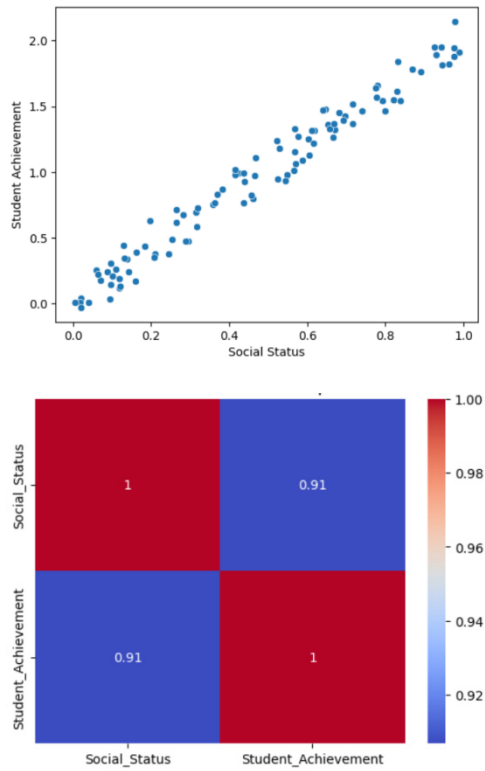 2.0
1.5
1.0
0.5
0.0
Student Achievement
0.0 0.2 0.4 0.6 0.8 1.0
Social Status
Social_Status
Student_Achievement
1 0.91
0.91 1
Social_Status Student_Achievement
1.00
0.98
0.96
0.94
0.92